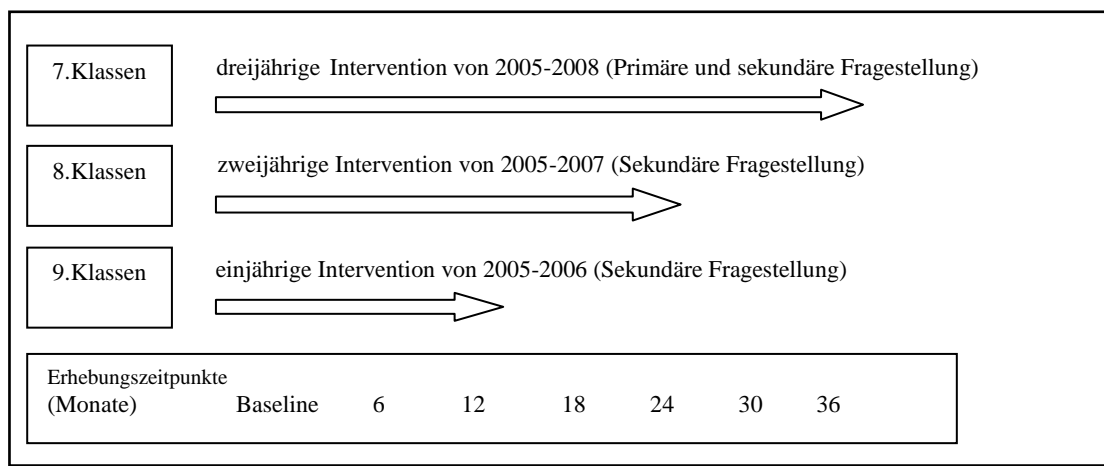 7.Klassen
dreijährige Intervention von 2005-2008 (Primäre und sekundäre Fragestellung)
8.Klassen
zweijährige Intervention von 2005-2007 (Sekundäre Fragestellung)
9.Klassen
einjährige Intervention von 2005-2006 (Sekundäre Fragestellung)
Erhebungszeitpunkte
(Monate) Baseline 6 12 18 24 30 36